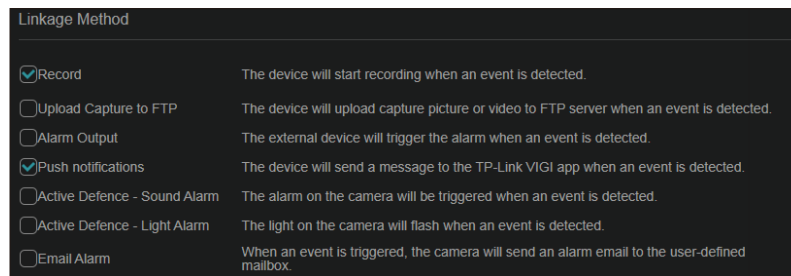 Linkage Method
Record The device will start recording when an event is detected.
Upload Capture to FTP The device will upload capture picture or video to FTP server when an event is detected.
Alarm Output The external device will trigger the alarm when an event is detected.
Push notifications The device will send a message to the TP-Link VIGI app when an event is detected.
Active Defence - Sound Alarm The alarm on the camera will be triggered when an event is detected.
Active Defence - Light Alarm The light on the camera will flash when an event is detected.
Email Alarm When an event is triggered, the camera will send an alarm email to the user-defined
mailbox.